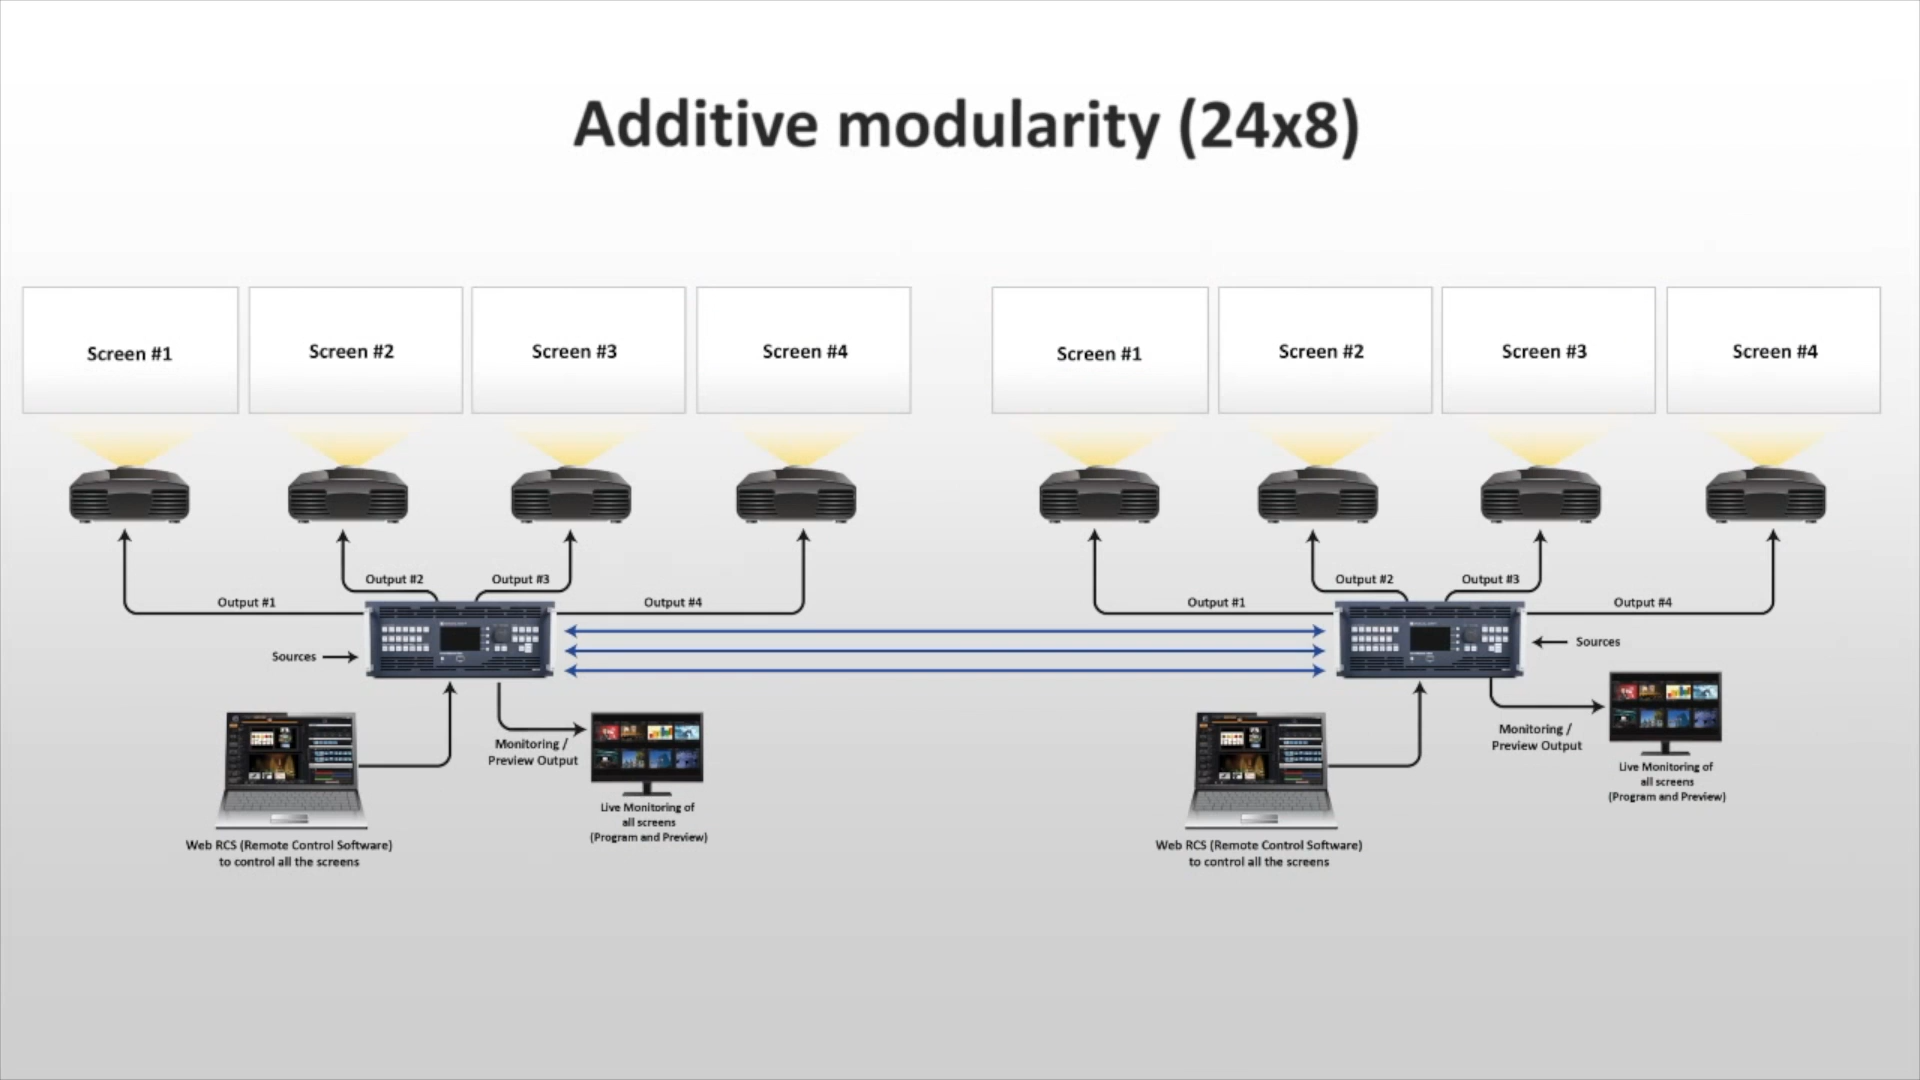 Additive modularity (24x8)
Screen #1
Screen #2
Screen #3
Screen #4
Screen #1
Screen #2
Screen #3
Screen #4
Output #1
Output #2
Output #3
Output #4
Output #1
Output #2
Output #3
Output #4
Sources
Sources
Monitoring /
Preview Output
Live Monitoring of
all screens
(Program and Preview)
Web RCS (Remote Control Software)
to control all the screens
Monitoring /
Preview Output
Live Monitoring of
all screens
(Program and Preview)
Web RCS (Remote Control Software)
to control all the screens